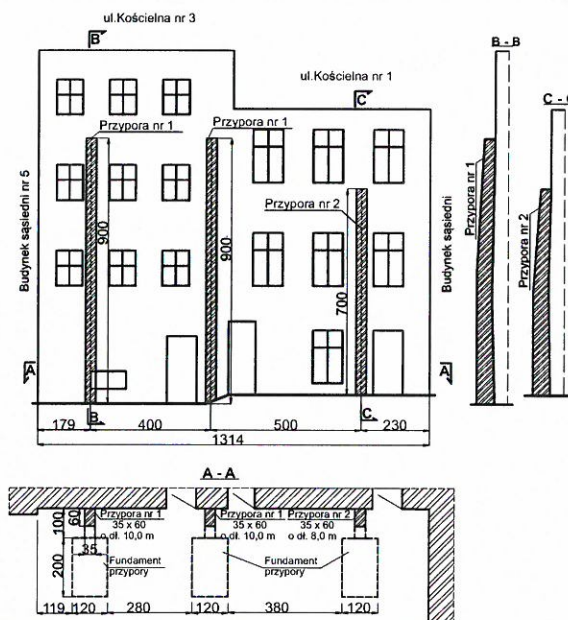 ul.Kościelna nr 3
B
B - B
ul.Kościelna nr 1
C
Przypora nr 1
Przypora nr 1
Przypora nr 2
Budynek sąsiedni nr 5
900
900
700
Budynek sąsiedni
Przypora nr 1
Przypora nr 2
A
A
B
C
179
400
500
230
1314
A - A
100
60
35
200
Przypora nr 1
35 x 60
o dł. 10,0 m
Przypora nr 1
35 x 60
o dł. 10,0 m
Przypora nr 2
35 x 60
o dł. 8,0 m
Fundament
przypory
Fundament
przypory
119
120
280
120
380
120